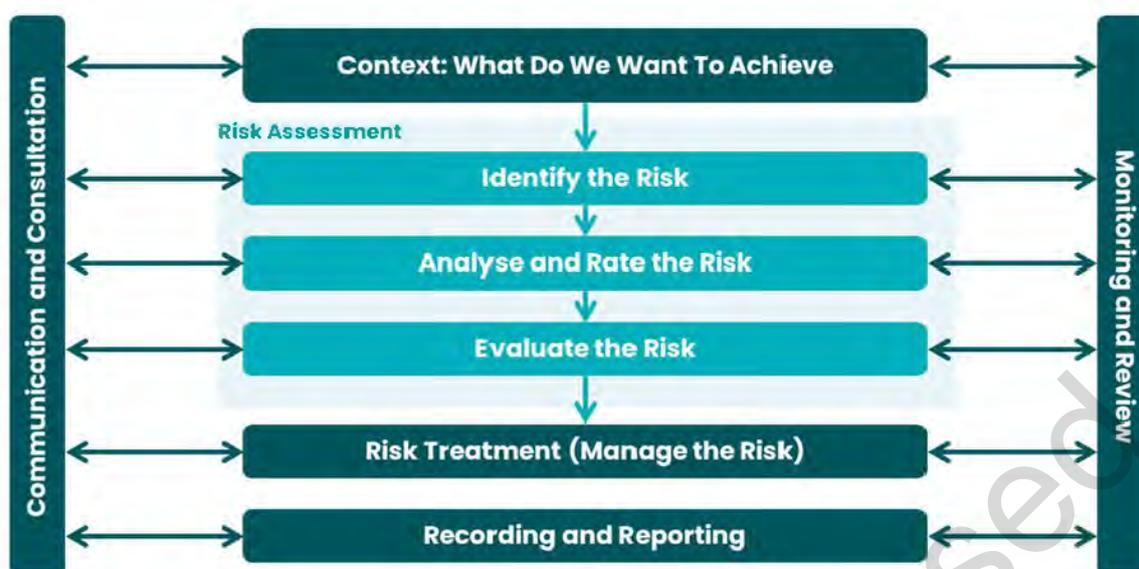 Communication and Consultation
Context: What Do We Want To Achieve
Risk Assessment
Identify the Risk
Analyse and Rate the Risk
Evaluate the Risk
Risk Treatment (Manage the Risk)
Recording and Reporting
Monitoring and Review